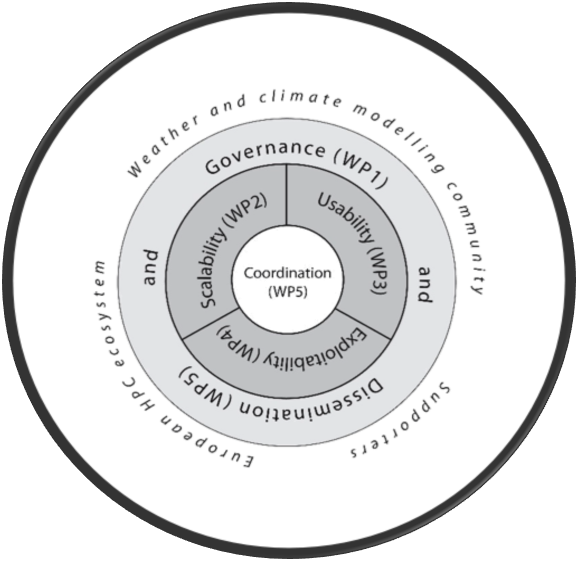 Weather and climate modelling community
Governance (WP1)
and
and
Scalability (WP2)
Usability (WP3)
Coordination
(WP5)
Exploitability (WP4)
Dissemination (WP5)
European HPC ecosystem
Supporters